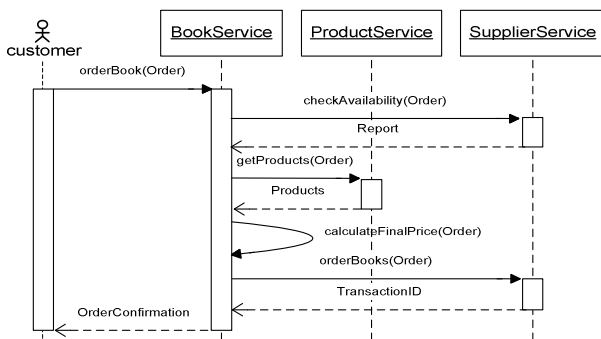 customer
BookService
ProductService
SupplierService
orderBook(Order)
checkAvailability(Order)
Report
getProducts(Order)
Products
calculateFinalPrice(Order)
orderBooks(Order)
TransactionID
OrderConfirmation